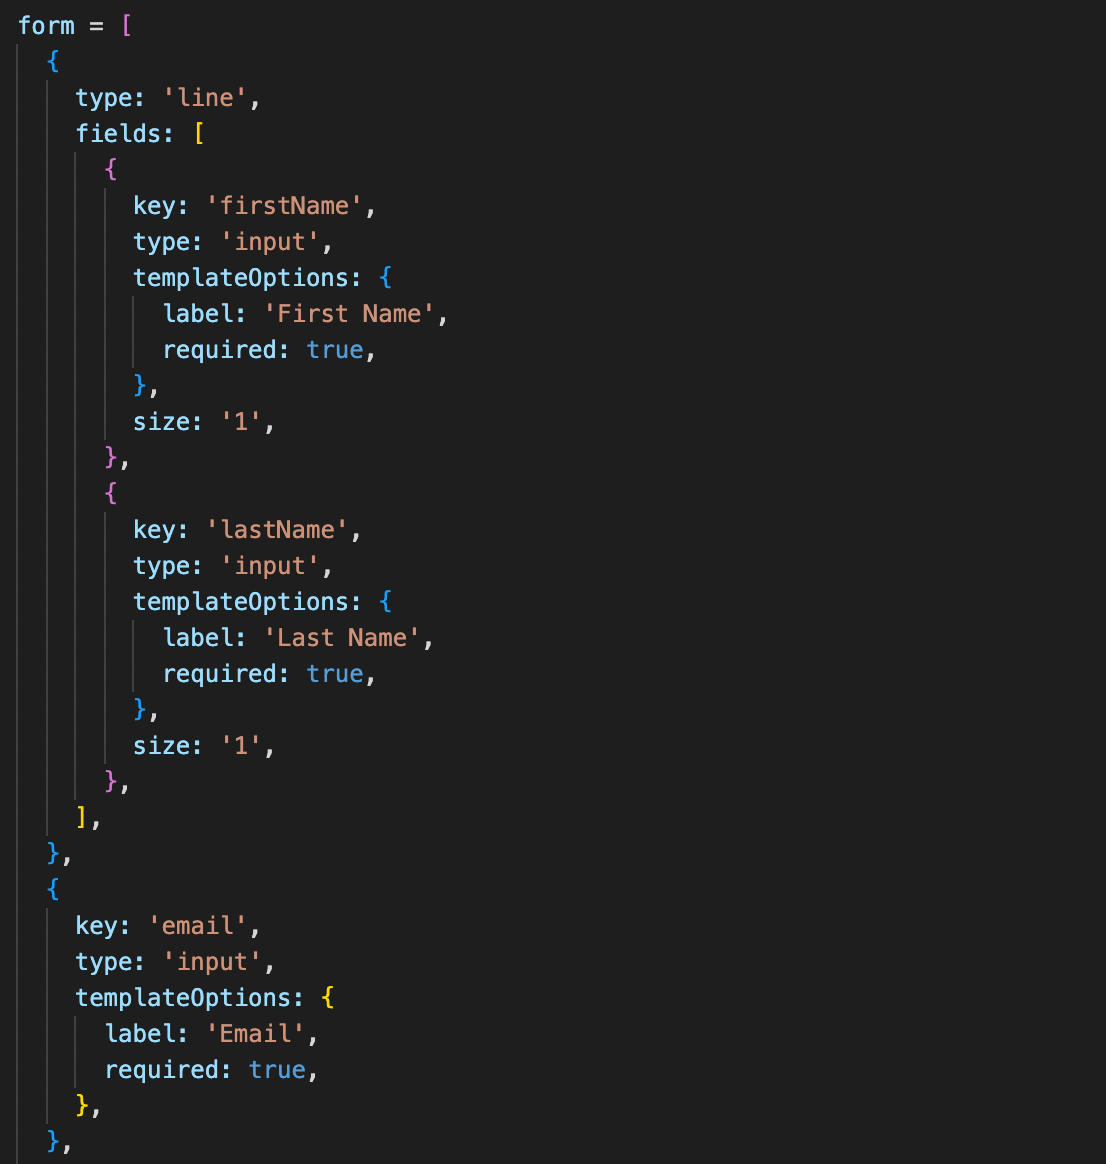 form = [
  {
    type: 'line',
    fields: [
      {
        key: 'firstName',
        type: 'input',
        templateOptions: {
          label: 'First Name',
          required: true,
        },
        size: '1',
      },
      {
        key: 'lastName',
        type: 'input',
        templateOptions: {
          label: 'Last Name',
          required: true,
        },
        size: '1',
      },
    ],
  },
  {
    key: 'email',
    type: 'input',
    templateOptions: {
      label: 'Email',
      required: true,
    },
  },